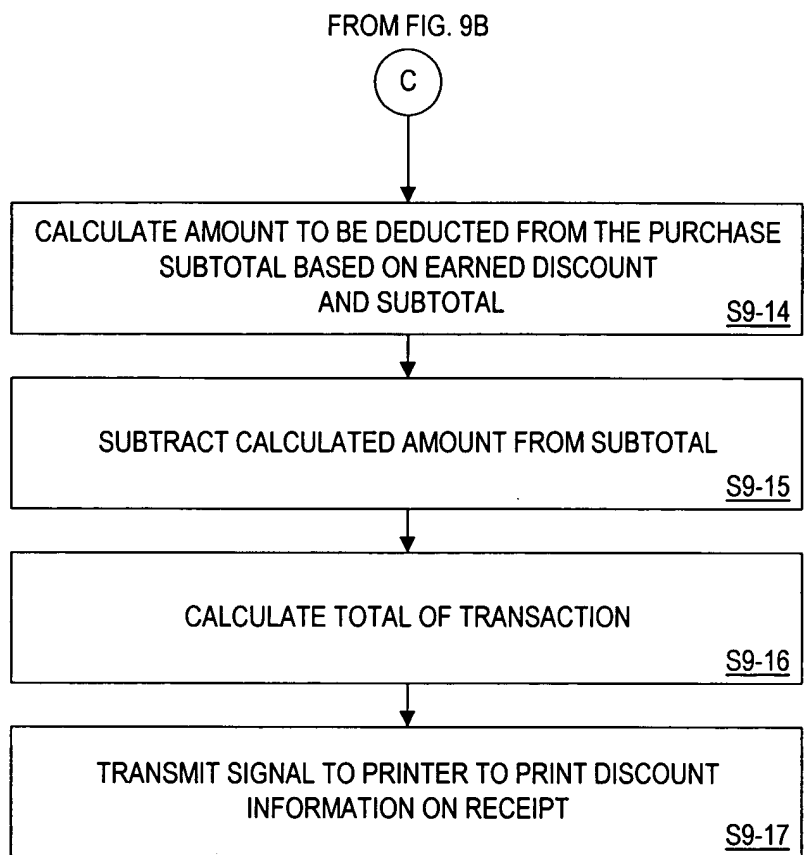 FROM FIG. 9B
C
CALCULATE AMOUNT TO BE DEDUCTED FROM THE PURCHASE
SUBTOTAL BASED ON EARNED DISCOUNT
AND SUBTOTAL
S9-14
SUBTRACT CALCULATED AMOUNT FROM SUBTOTAL
S9-15
CALCULATE TOTAL OF TRANSACTION
S9-16
TRANSMIT SIGNAL TO PRINTER TO PRINT DISCOUNT
INFORMATION ON RECEIPT
S9-17